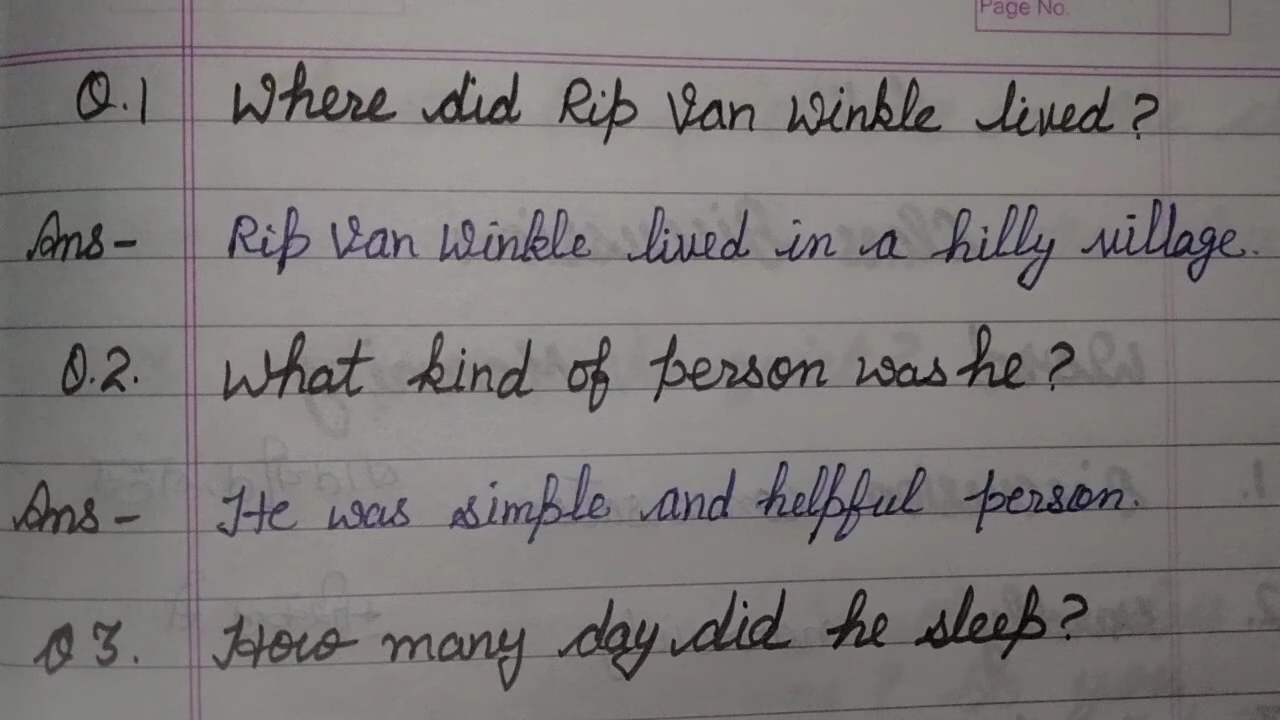 Page No.
Q.1 Where did Rip Van Winkle lived?
Ans- Rip Van Winkle lived in a hilly village.
Q.2. What kind of person was he?
Ans- He was simple and helpful person.
Q 3. How many day did he sleep?